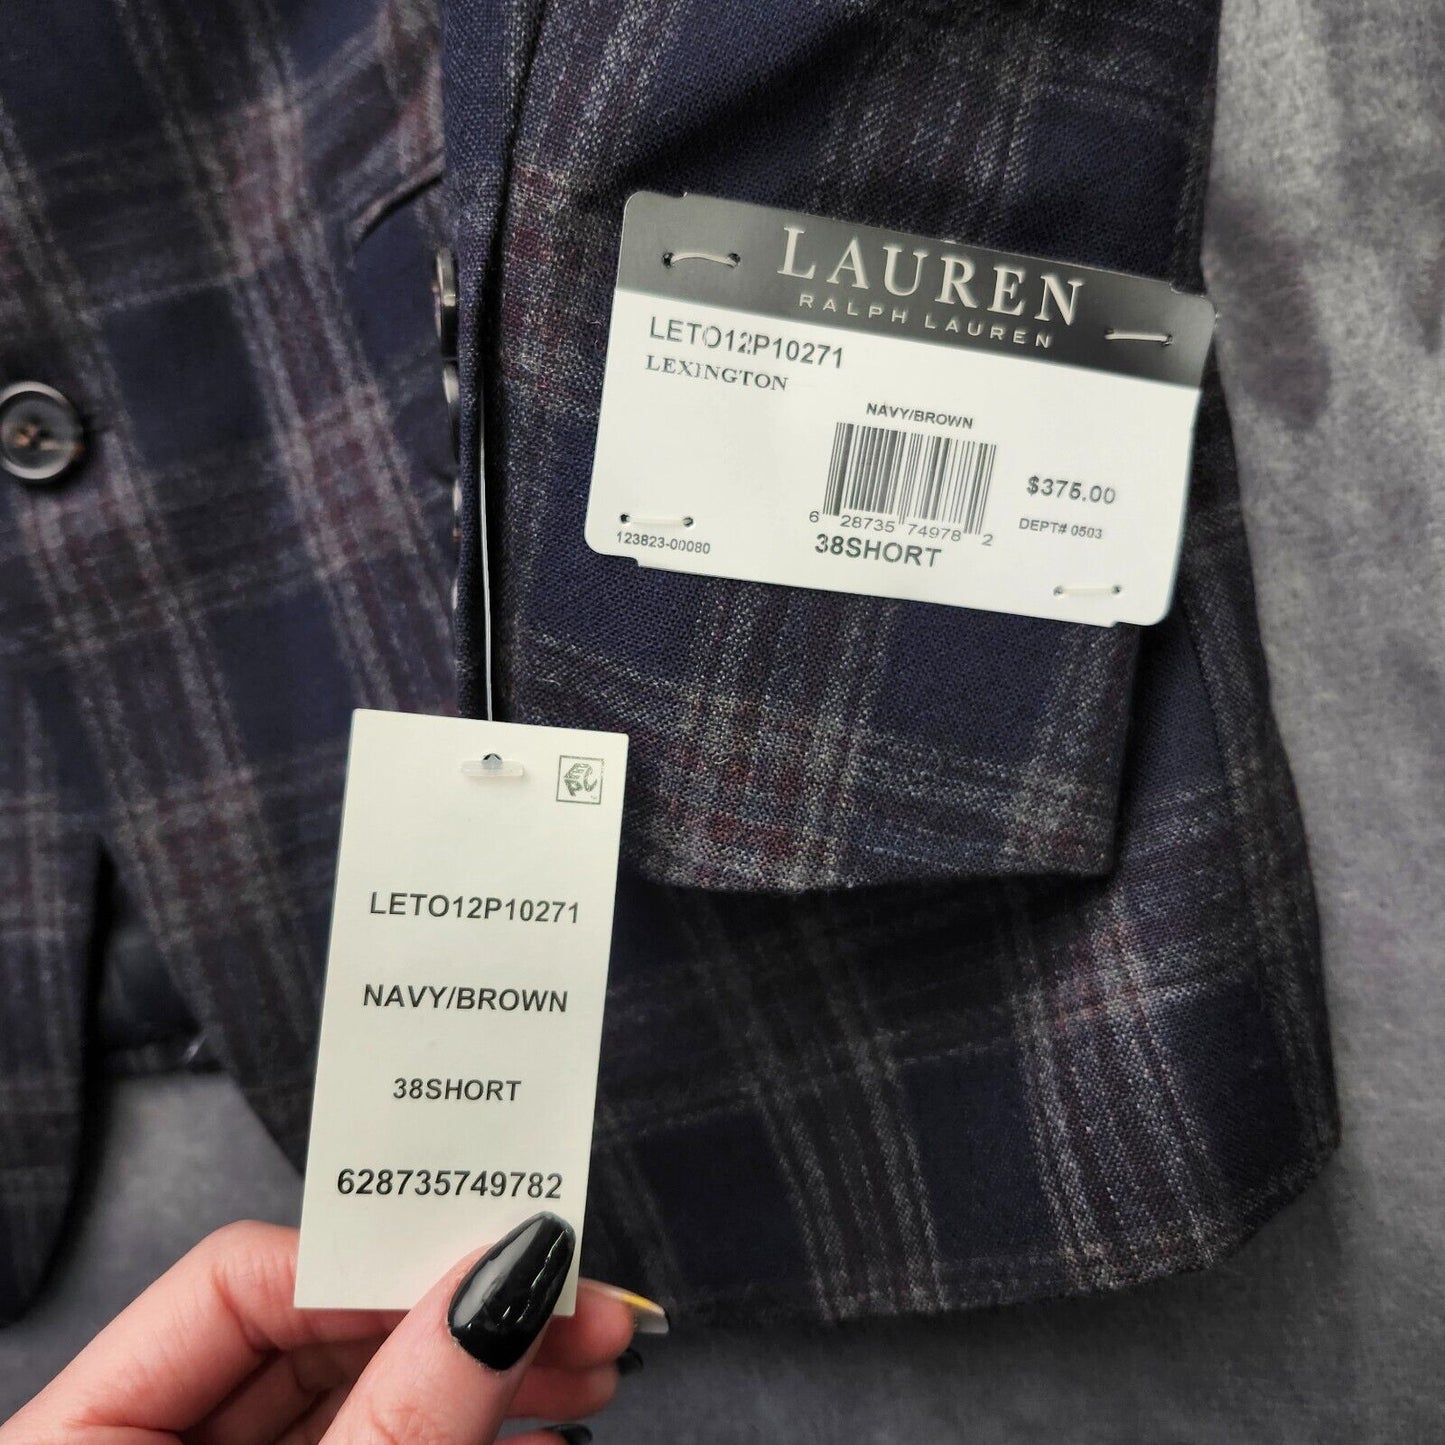 LAUREN
RALPH LAUREN
LETO12P10271
LEXINGTON
NAVY/BROWN
6 28735 74978 2
$375.00
DEPT# 0503
123823-00080
38SHORT
LETO12P10271
NAVY/BROWN
38SHORT
628735749782